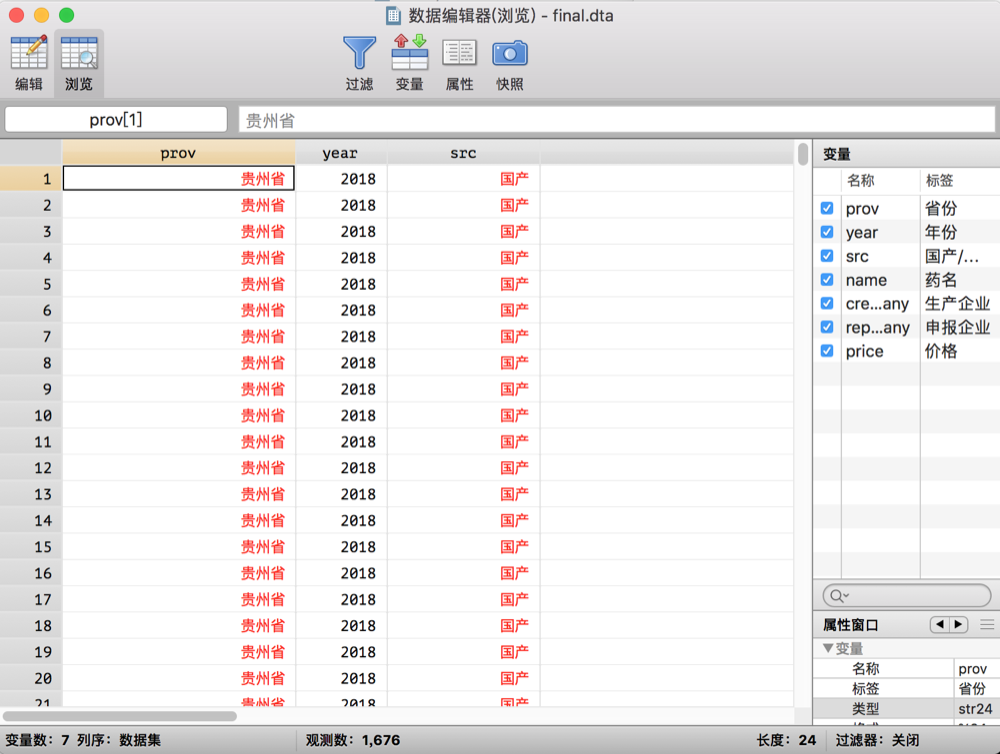 数据编辑器(浏览) - final.dta
编辑 浏览 过滤 变量 属性 快照
prov[1] 贵州省
prov year src
1 贵州省 2018 国产
2 贵州省 2018 国产
3 贵州省 2018 国产
4 贵州省 2018 国产
5 贵州省 2018 国产
6 贵州省 2018 国产
7 贵州省 2018 国产
8 贵州省 2018 国产
9 贵州省 2018 国产
10 贵州省 2018 国产
11 贵州省 2018 国产
12 贵州省 2018 国产
13 贵州省 2018 国产
14 贵州省 2018 国产
15 贵州省 2018 国产
16 贵州省 2018 国产
17 贵州省 2018 国产
18 贵州省 2018 国产
19 贵州省 2018 国产
20 贵州省 2018 国产
21 贵州省 2018 国产
变量
名称 标签
prov 省份
year 年份
src 国产/...
name 药名
cre...any 生产企业
rep...any 申报企业
price 价格
属性窗口
变量
名称 prov
标签 省份
类型 str24
变量数: 7 列序: 数据集 观测数: 1,676 长度: 24 过滤器: 关闭